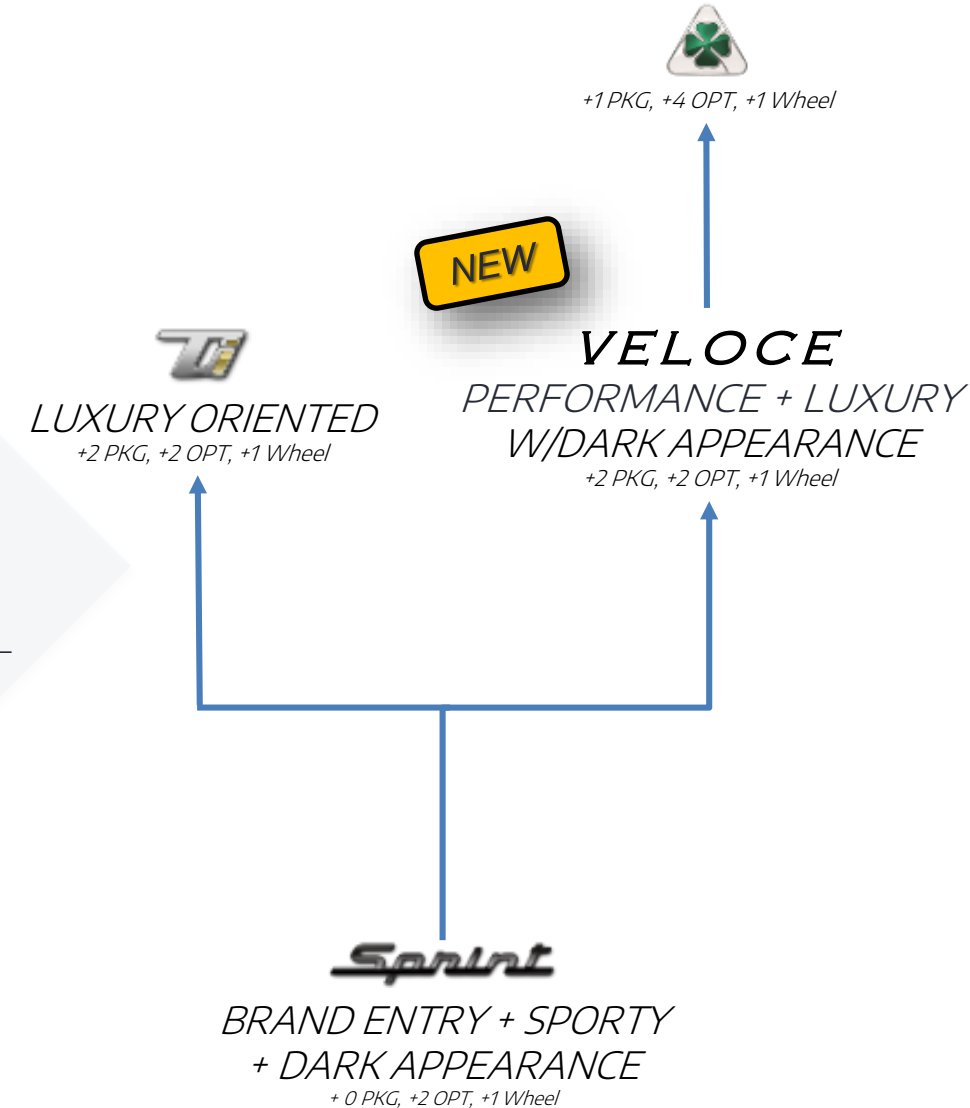 +1 PKG, +4 OPT, +1 Wheel
NEW
Ti
LUXURY ORIENTED
+2 PKG, +2 OPT, +1 Wheel
VELOCE
PERFORMANCE + LUXURY
W/DARK APPEARANCE
+2 PKG, +2 OPT, +1 Wheel
Sprint
BRAND ENTRY + SPORTY
+ DARK APPEARANCE
+ 0 PKG, +2 OPT, +1 Wheel